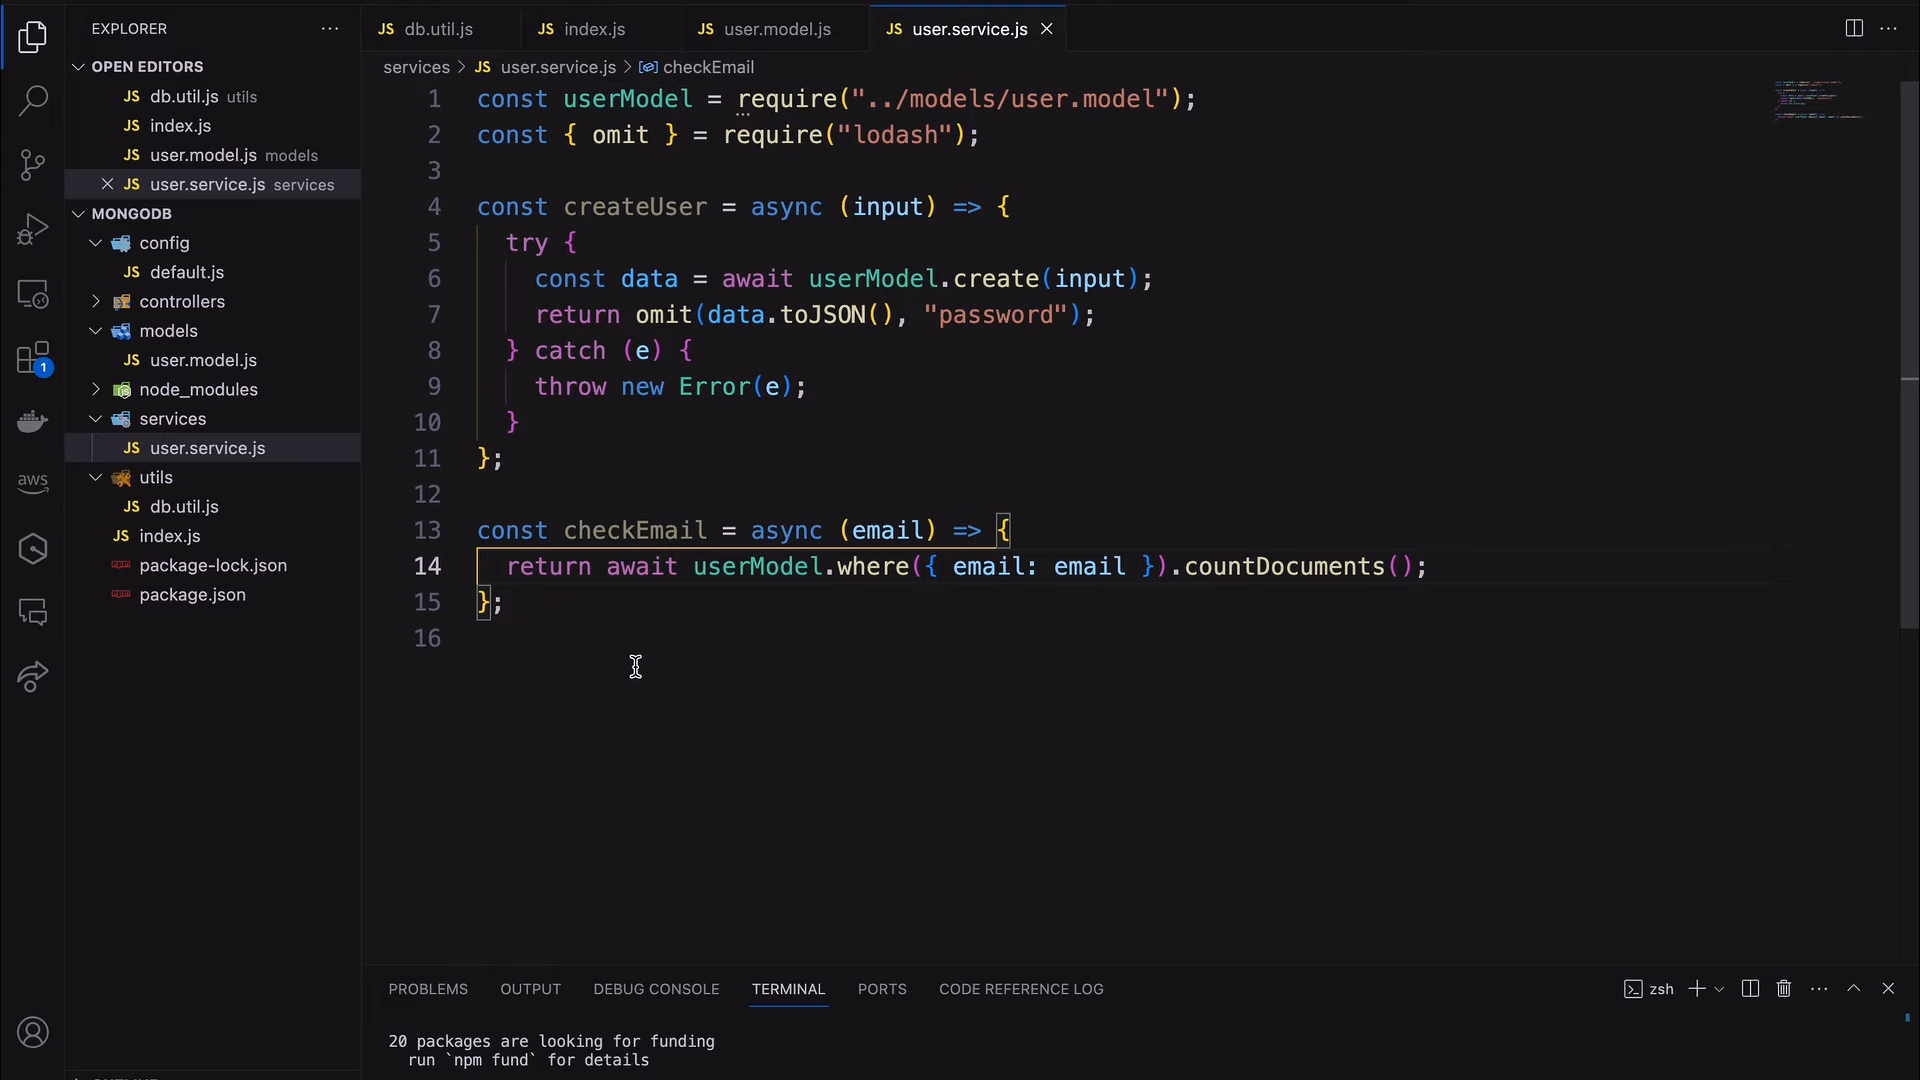 EXPLORER
OPEN EDITORS
JS db.util.js utils
JS index.js
JS user.model.js models
JS user.service.js services
MONGODB
config
JS default.js
controllers
models
JS user.model.js
node_modules
services
JS user.service.js
utils
JS db.util.js
JS index.js
package-lock.json
package.json
1
aws
JS db.util.js
JS index.js
JS user.model.js
JS user.service.js
services > JS user.service.js > checkEmail
1 const userModel = require("../models/user.model");
2 const { omit } = require("lodash");
3
4 const createUser = async (input) => {
5 try {
6 const data = await userModel.create(input);
7 return omit(data.toJSON(), "password");
8 } catch (e) {
9 throw new Error(e);
10 }
11 };
12
13 const checkEmail = async (email) => {
14 return await userModel.where({ email: email }).countDocuments();
15 };
16
PROBLEMS OUTPUT DEBUG CONSOLE TERMINAL PORTS CODE REFERENCE LOG
zsh
20 packages are looking for funding
run `npm fund` for details